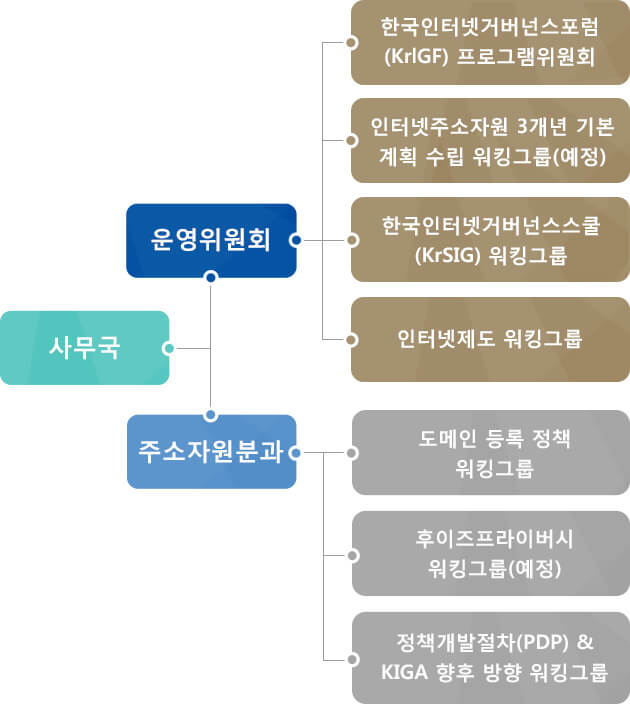 한국인터넷거버넌스포럼
(KrIGF) 프로그램위원회
인터넷주소자원 3개년 기본
계획 수립 워킹그룹(예정)
한국인터넷거버넌스스쿨
(KrSIG) 워킹그룹
인터넷제도 워킹그룹
운영위원회
사무국
주소자원분과
도메인 등록 정책
워킹그룹
후이즈프라이버시
워킹그룹(예정)
정책개발절차(PDP) &
KIGA 향후 방향 워킹그룹